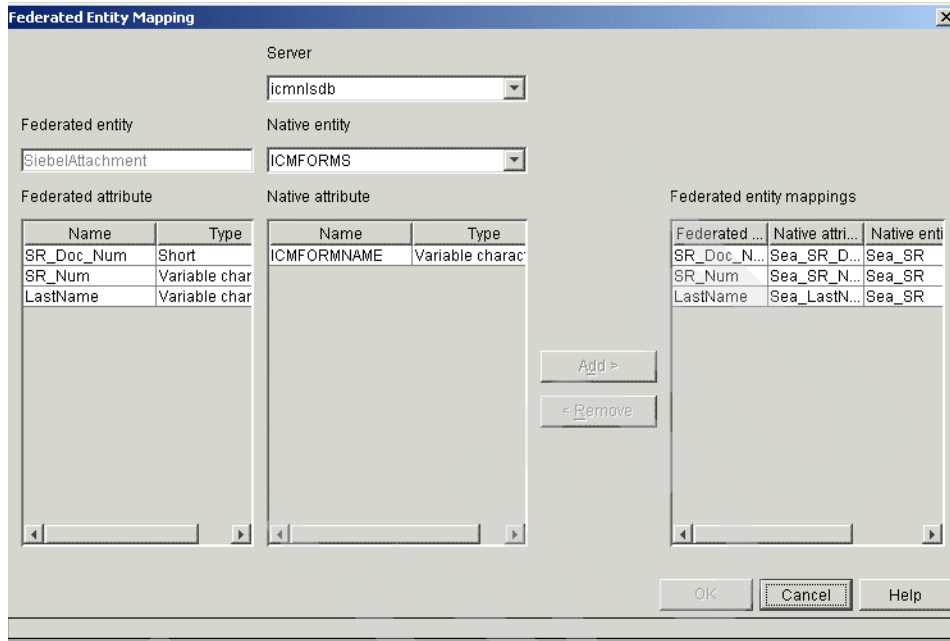 Federated Entity Mapping
Server
icmnlsdb
Federated entity
Native entity
SiebelAttachment
ICMFORMS
Federated attribute
Native attribute
Federated entity mappings
Name Type
Name Type
Federated ... Native attri... Native enti
SR_Doc_Num Short
ICMFORMNAME Variable charac
SR_Doc_N... Sea_SR_D... Sea_SR
SR_Num Variable char
SR_Num Sea_SR_N... Sea_SR
LastName Variable char
LastName Sea_LastN... Sea_SR
Add >
< Remove
OK Cancel Help